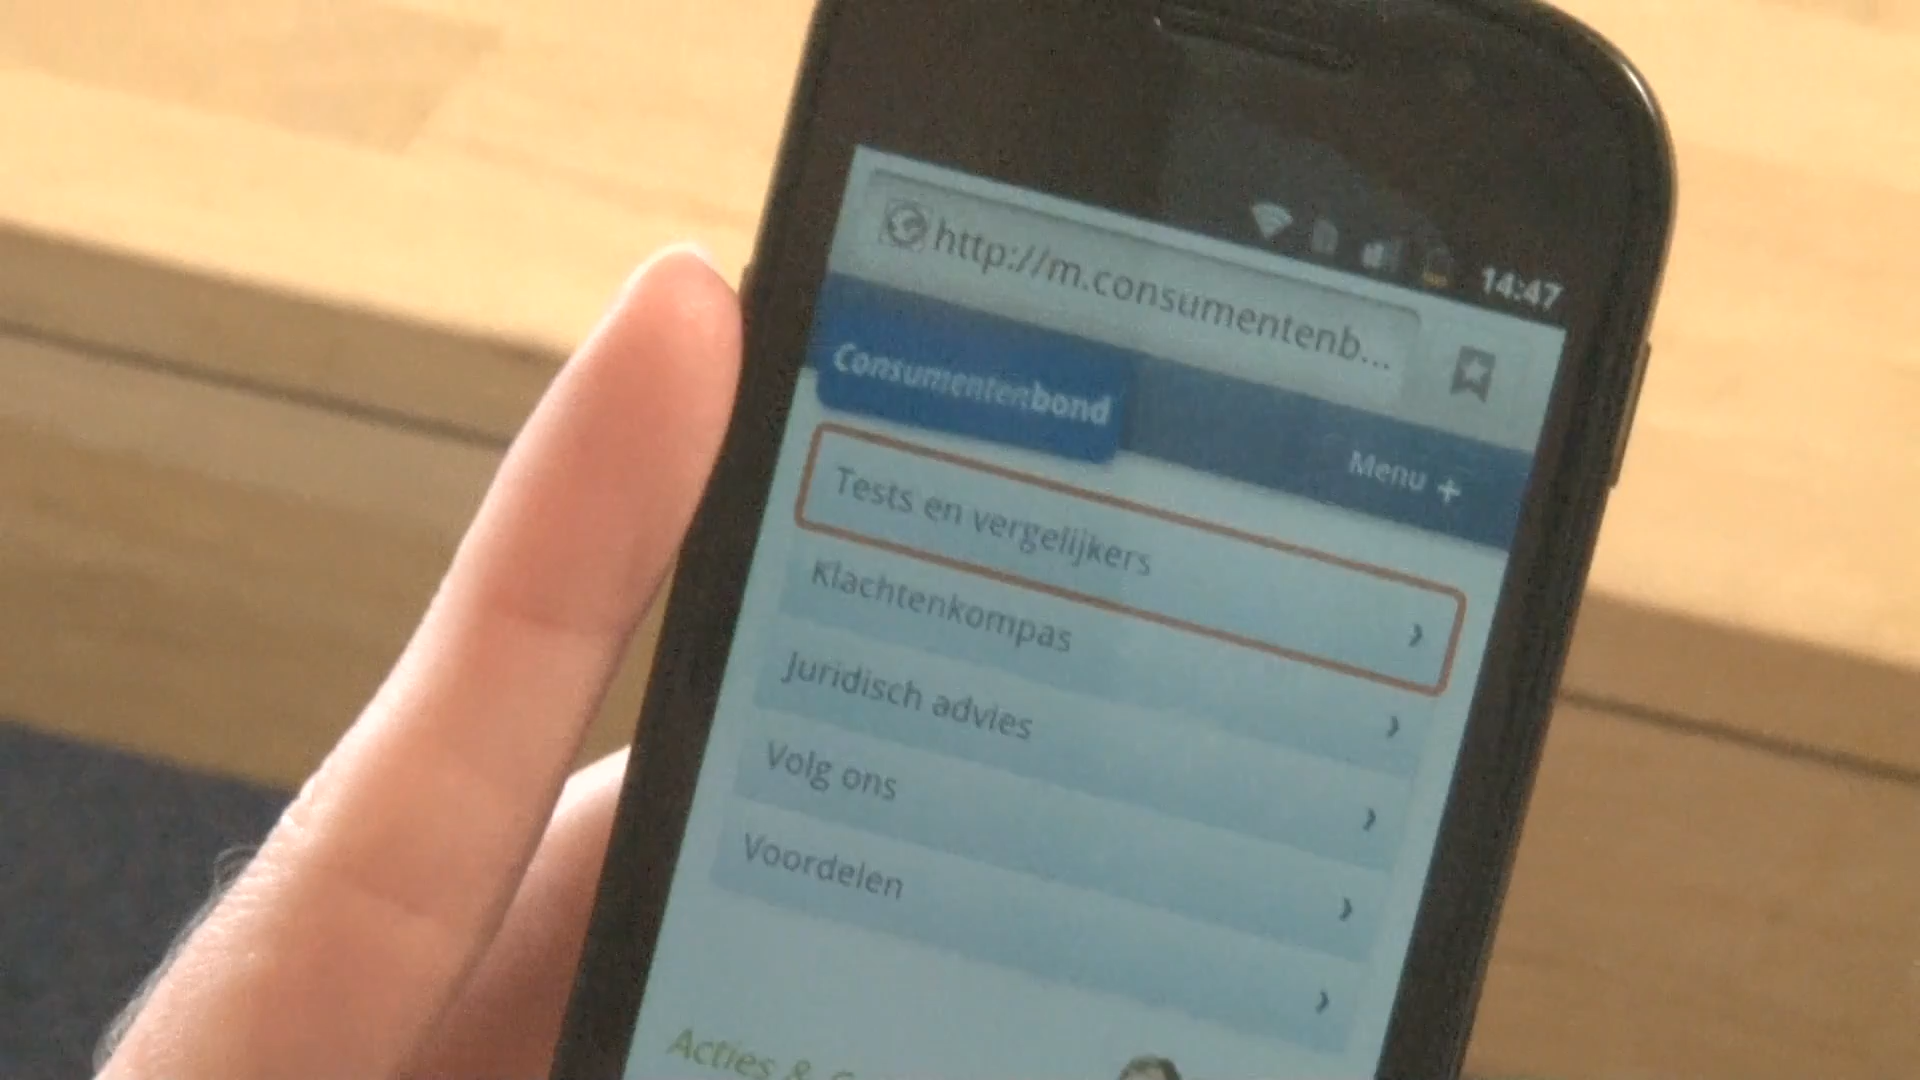 14:47
http://m.consumentenb...
Consumentenbond
Menu +
Tests en vergelijkers
Klachtenkompas
Juridisch advies
Volg ons
Voordelen
Acties &